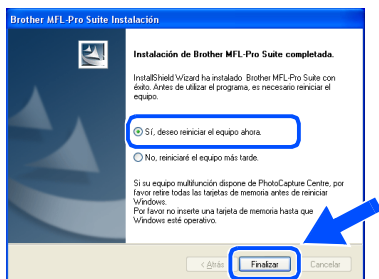 Brother MFL-Pro Suite Instalación
Instalación de Brother MFL-Pro Suite completada.
InstallShield Wizard ha instalado Brother MFL-Pro Suite con
éxito. Antes de utilizar el programa, es necesario reiniciar el
equipo.
Sí, deseo reiniciar el equipo ahora.
No, reiniciaré el equipo más tarde.
Si su equipo multifunción dispone de PhotoCapture Centre, por
favor retire todas las tarjetas de memoria antes de reiniciar
Windows.
Por favor no inserte una tarjeta de memoria hasta que
Windows esté operativo.
< Atrás
Finalizar
Cancelar